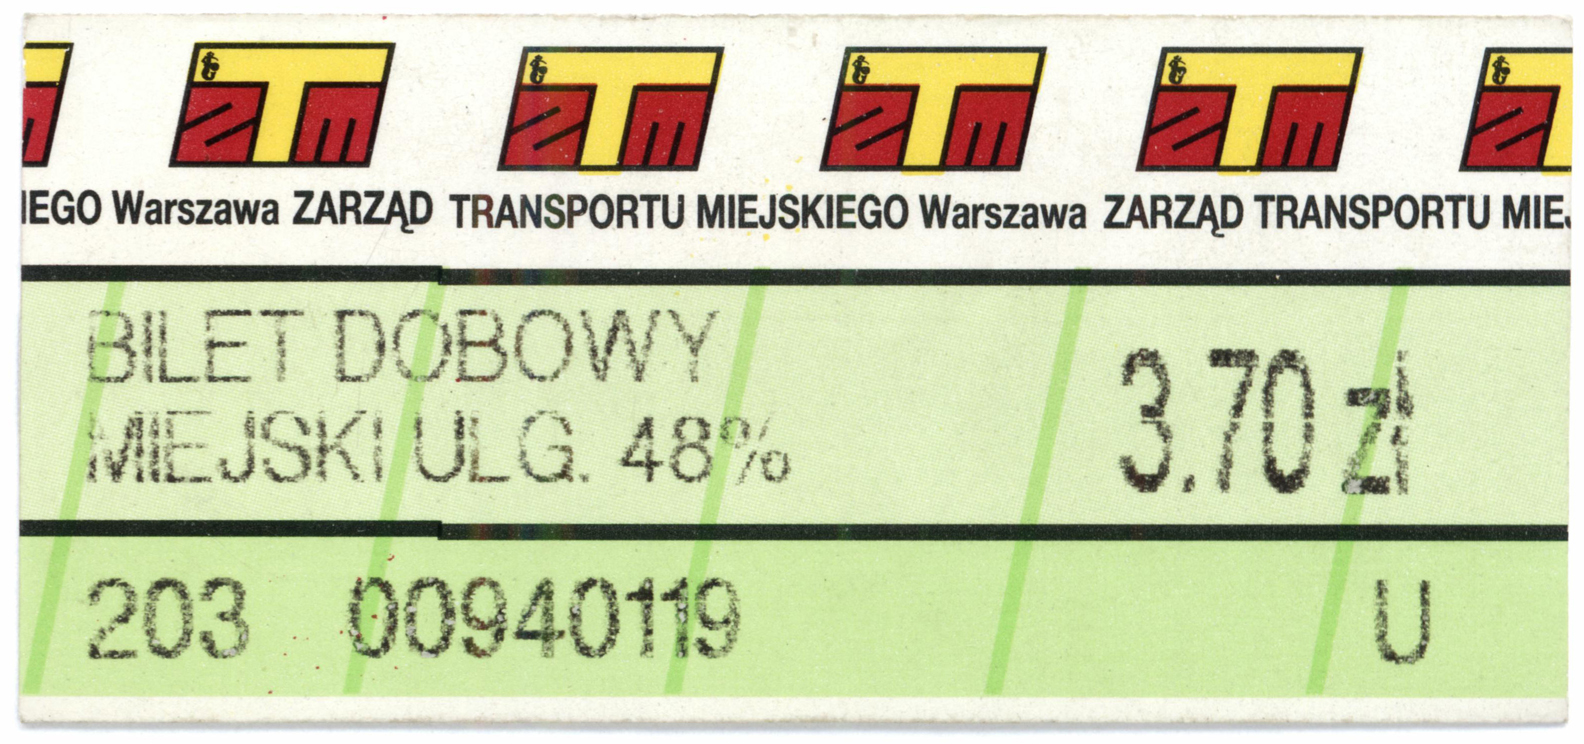 ZTM ZTM ZTM ZTM
IEGO Warszawa ZARZĄD TRANSPORTU MIEJSKIEGO Warszawa ZARZĄD TRANSPORTU MIEJ
BILET DOBOWY
MIEJSKI ULG. 48%
3.70 zł
203 00940119 U